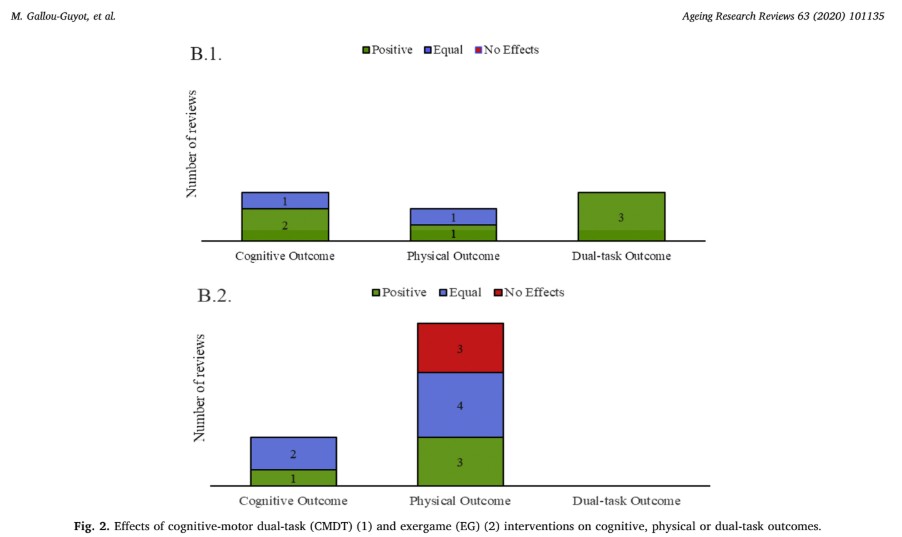 M. Gallou-Guyot, et al.
Ageing Research Reviews 63 (2020) 101135
B.1.
Positive Equal No Effects
Number of reviews
1
2
1
1
3
Cognitive Outcome Physical Outcome Dual-task Outcome
B.2.
Positive Equal No Effects
Number of reviews
3
4
3
2
1
Cognitive Outcome Physical Outcome Dual-task Outcome
Fig. 2. Effects of cognitive-motor dual-task (CMDT) (1) and exergame (EG) (2) interventions on cognitive, physical or dual-task outcomes.